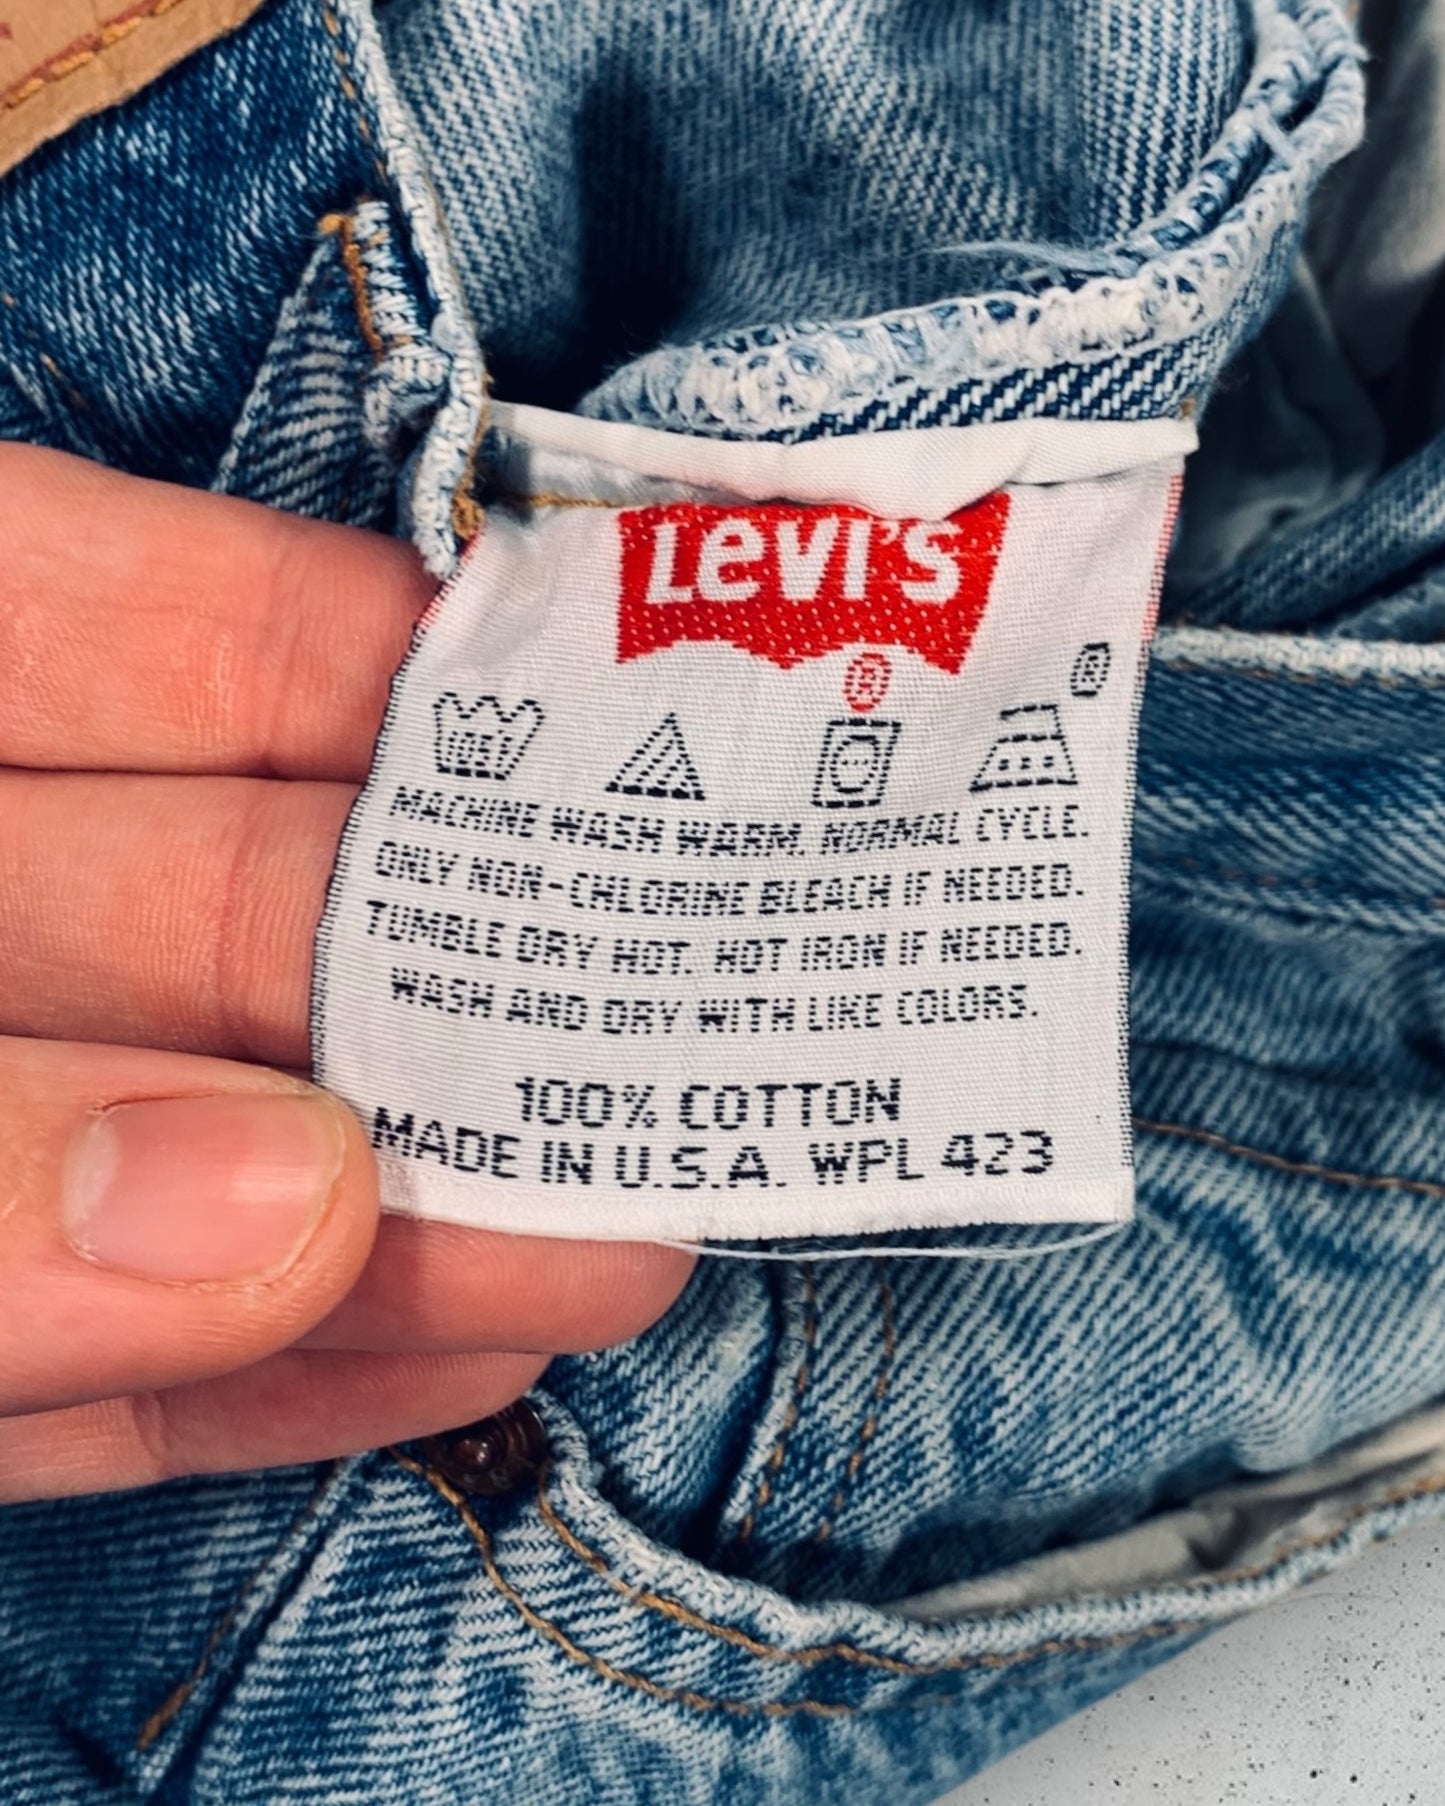 LEVI'S
®
®
105°F
MACHINE WASH WARM. NORMAL CYCLE.
ONLY NON-CHLORINE BLEACH IF NEEDED.
TUMBLE DRY HOT. HOT IRON IF NEEDED.
WASH AND DRY WITH LIKE COLORS.
100% COTTON
MADE IN U.S.A. WPL 423